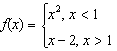 f(x) = { x², x < 1
x − 2, x > 1